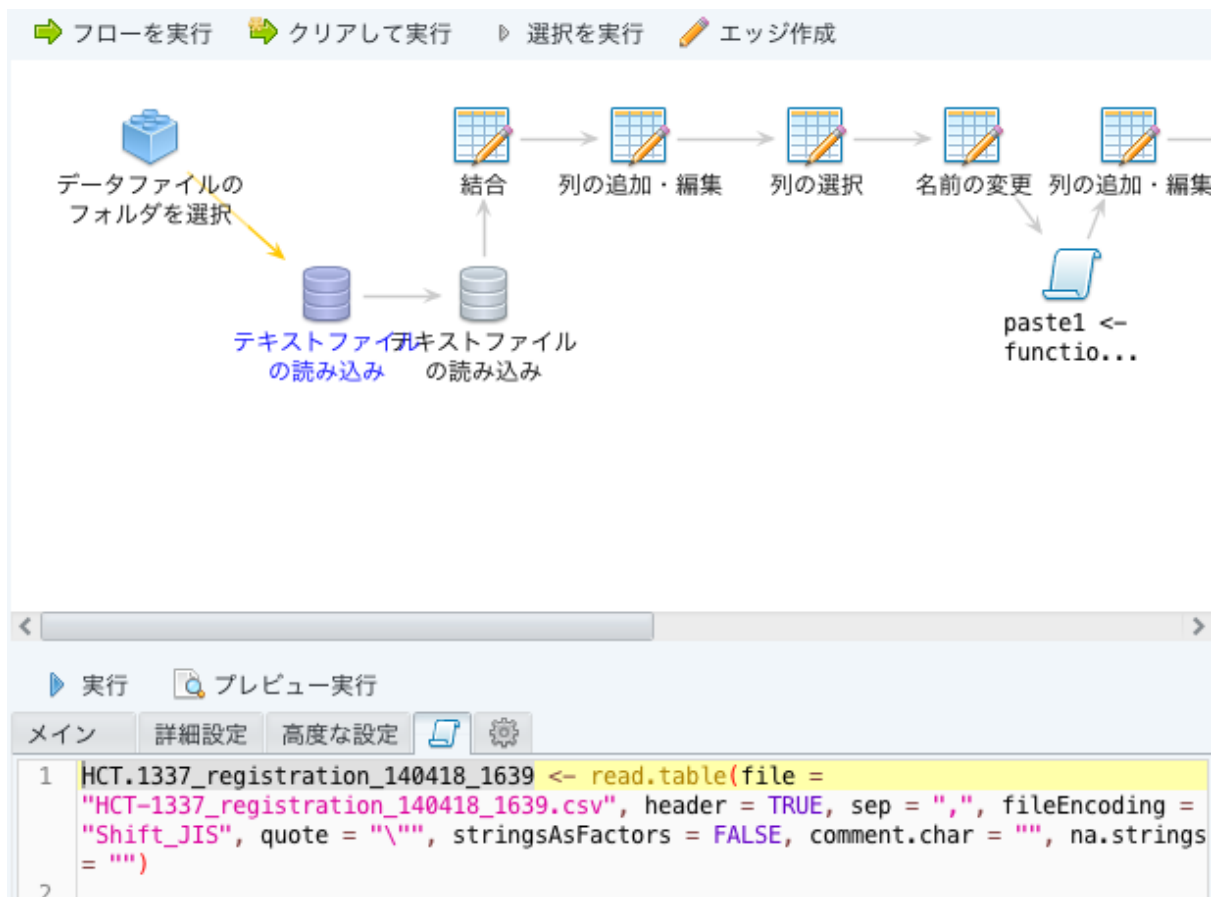 フローを実行 クリアして実行 選択を実行 エッジ作成
データファイルの
フォルダを選択
結合
列の追加・編集
列の選択
名前の変更
列の追加・編集
テキストファイル
の読み込み
テキストファイル
の読み込み
paste1 <-
functio...
実行 プレビュー実行
メイン 詳細設定 高度な設定
1 HCT.1337_registration_140418_1639 <- read.table(file =
"HCT-1337_registration_140418_1639.csv", header = TRUE, sep = ",", fileEncoding =
"Shift_JIS", quote = "\"", stringsAsFactors = FALSE, comment.char = "", na.strings
= "")
2